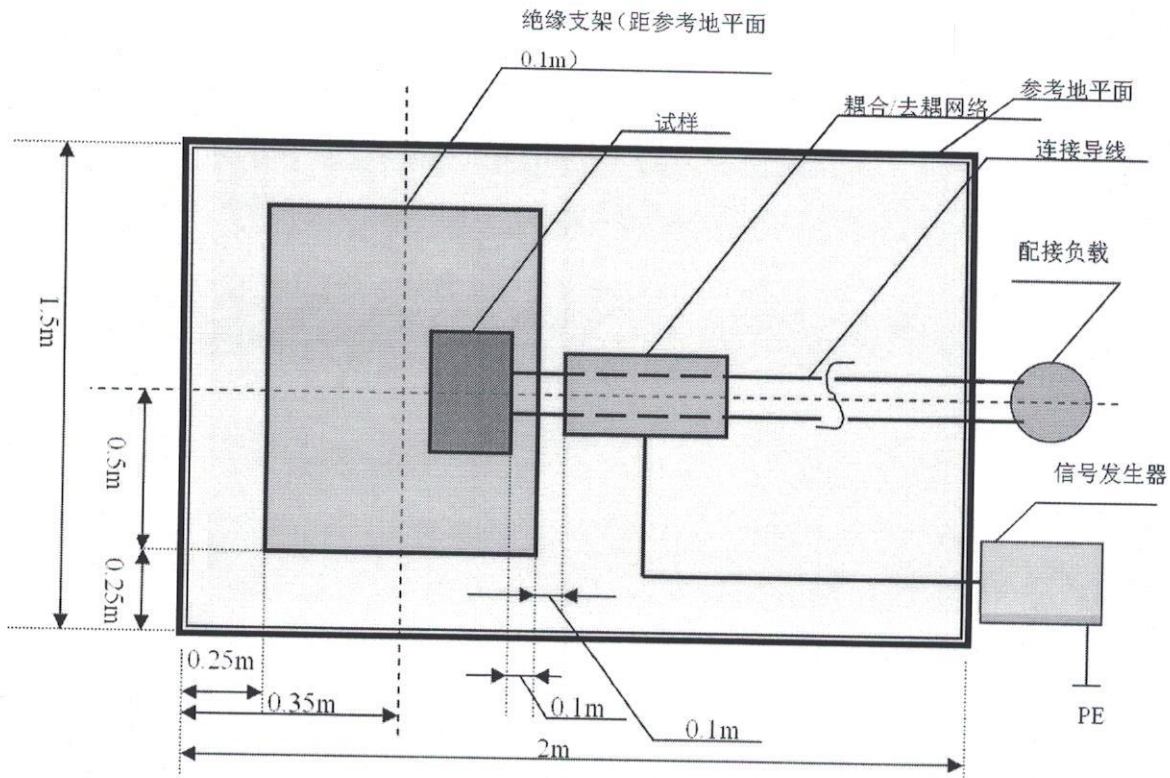 绝缘支架（距参考地平面
0.1m）
参考地平面
耦合/去耦网络
试样
连接导线
配接负载
1.5m
0.5m
信号发生器
0.25m
0.25m
0.35m
0.1m
0.1m
PE
2m